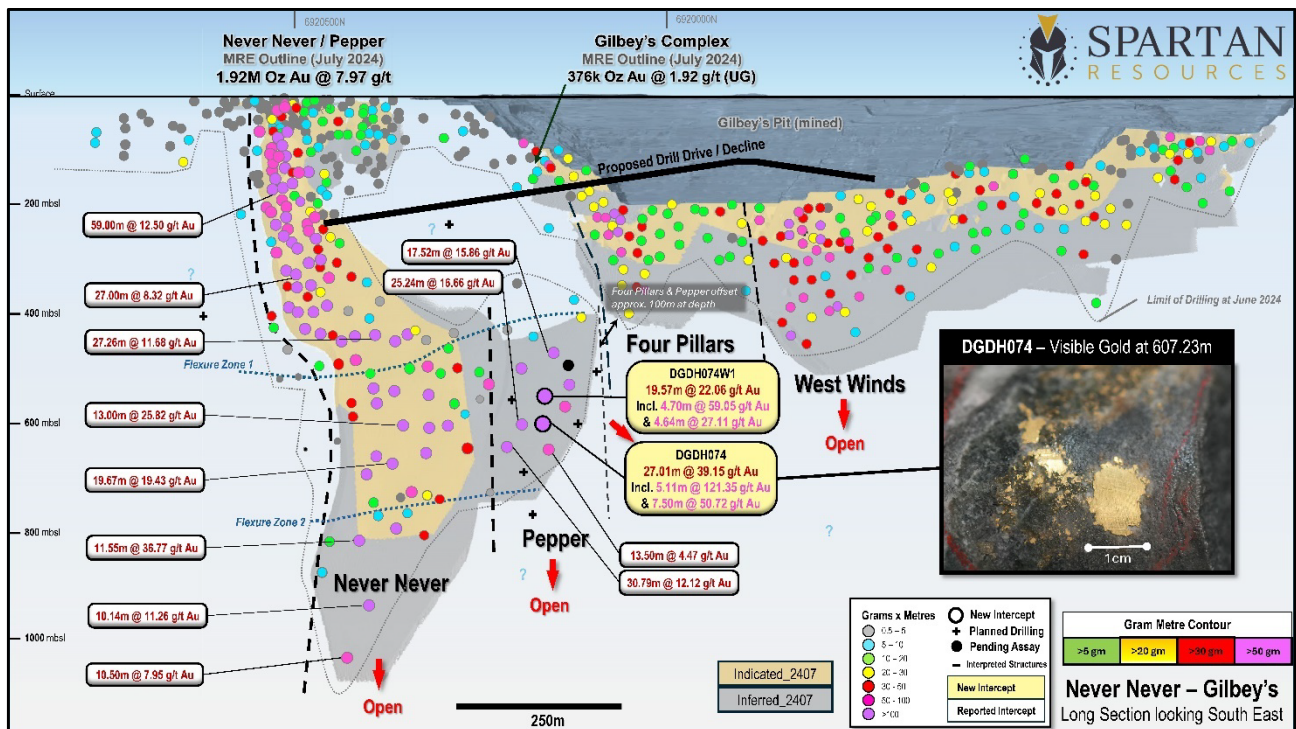 6920500N
6920000N
Never Never / Pepper
MRE Outline (July 2024)
1.92M Oz Au @ 7.97 g/t
Gilbey's Complex
MRE Outline (July 2024)
376k Oz Au @ 1.92 g/t (UG)
SPARTAN
RESOURCES
Surface
Gilbey's Pit (mined)
Proposed Drill Drive / Decline
200 mbsl
59.00m @ 12.50 g/t Au
?
17.52m @ 15.86 g/t Au
25.24m @ 16.66 g/t Au
?
27.00m @ 8.32 g/t Au
Four Pillars & Pepper offset
approx. 100m at depth
Limit of Drilling at June 2024
400 mbsl
27.26m @ 11.68 g/t Au
Flexure Zone 1
Four Pillars
DGDH074W1
19.57m @ 22.06 g/t Au
Incl. 4.70m @ 59.05 g/t Au
& 4.64m @ 27.11 g/t Au
West Winds
Open
DGDH074 – Visible Gold at 607.23m
1cm
13.00m @ 25.82 g/t Au
600 mbsl
DGDH074
27.01m @ 39.15 g/t Au
Incl. 5.11m @ 121.35 g/t Au
& 7.50m @ 50.72 g/t Au
19.67m @ 19.43 g/t Au
Flexure Zone 2
800 mbsl
?
11.55m @ 36.77 g/t Au
Pepper
13.50m @ 4.47 g/t Au
30.79m @ 12.12 g/t Au
?
Open
Never Never
10.14m @ 11.26 g/t Au
1000 mbsl
10.50m @ 7.95 g/t Au
Open
250m
Indicated_2407
Inferred_2407
Grams x Metres
0.5 – 5
5 – 10
10 – 20
20 – 30
30 - 50
50 - 100
>100
New Intercept
Planned Drilling
Pending Assay
Interpreted Structures
New Intercept
Reported Intercept
Gram Metre Contour
>5 gm
>20 gm
>30 gm
>50 gm
Never Never – Gilbey's
Long Section looking South East